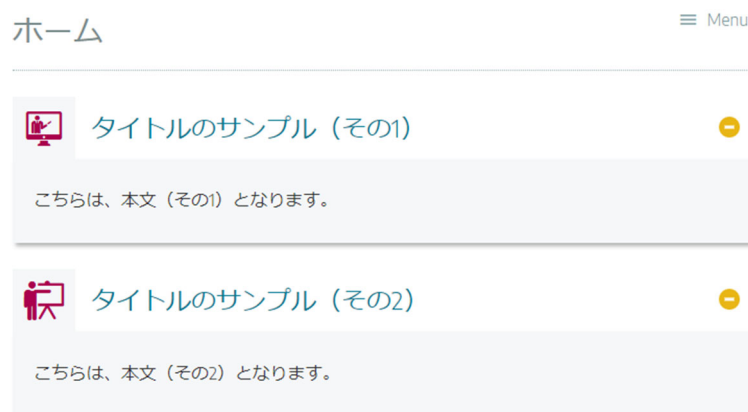 ホーム
Menu
タイトルのサンプル（その1）
こちらは、本文（その1）となります。
タイトルのサンプル（その2）
こちらは、本文（その2）となります。